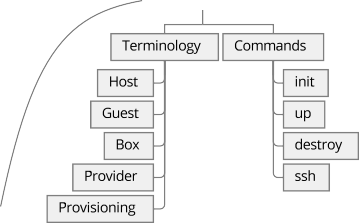 Terminology
Commands
Host
Guest
Box
Provider
Provisioning
init
up
destroy
ssh